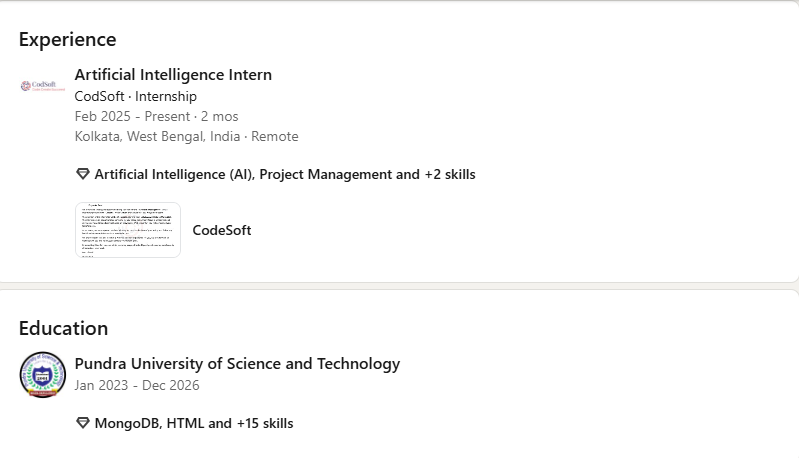 Experience
Artificial Intelligence Intern
CodSoft
CodSoft · Internship
Feb 2025 - Present · 2 mos
Kolkata, West Bengal, India · Remote
Artificial Intelligence (AI), Project Management and +2 skills
CodeSoft
Education
Pundra University of Science and Technology
Jan 2023 - Dec 2026
MongoDB, HTML and +15 skills